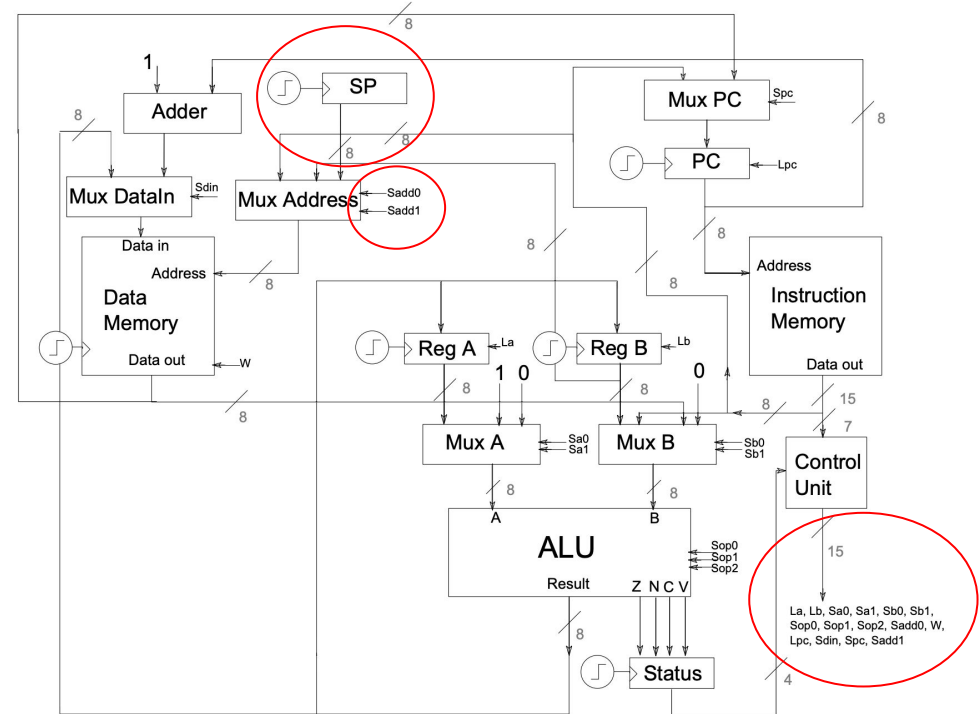 8
1
SP
Adder
Mux PC
Spc
8
8
8
8
PC
Lpc
Mux DataIn
Sdin
Mux Address
Sadd0
Sadd1
8
8
8
8
Data in
Address
Data
Memory
Data out
W
Address
Instruction
Memory
Data out
Reg A
La
Reg B
Lb
1
0
0
8
8
8
8
15
7
Mux A
Sa0
Sa1
Mux B
Sb0
Sb1
Control
Unit
8
8
A
B
ALU
Sop0
Sop1
Sop2
15
Result
Z N C V
8
La, Lb, Sa0, Sa1, Sb0, Sb1,
Sop0, Sop1, Sop2, Sadd0, W,
Lpc, Sdin, Spc, Sadd1
Status
4